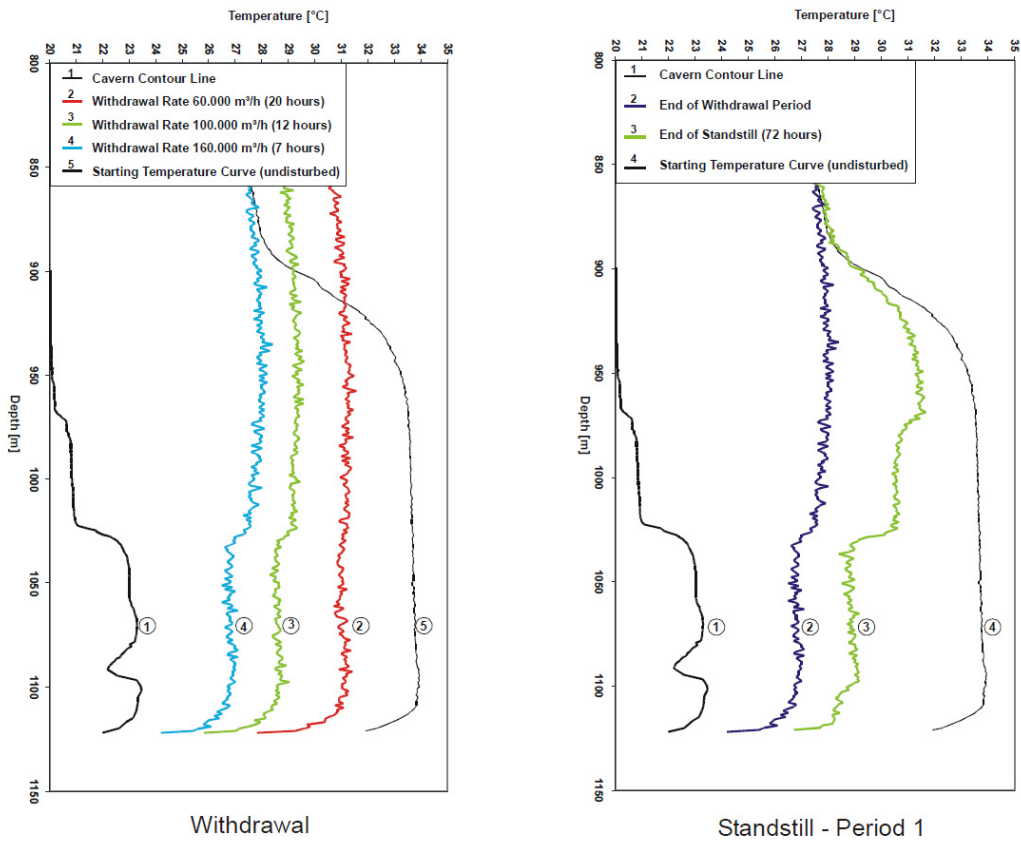 Temperature [°C]
20 22 23 25 26 27 28 29 31 32 33 34 35
800
850
900
950
1000
1050
1100
1150
Depth [m]
1 Cavern Contour Line
2 Withdrawal Rate 60.000 m³/h (20 hours)
3 Withdrawal Rate 100.000 m³/h (12 hours)
4 Withdrawal Rate 160.000 m³/h (7 hours)
5 Starting Temperature Curve (undisturbed)
1 4 3 2 5
Withdrawal
Temperature [°C]
20 22 23 25 26 27 28 29 30 31 32 33 34 35
800
850
900
950
1000
1050
1100
1150
Depth [m]
1 Cavern Contour Line
2 End of Withdrawal Period
3 End of Standstill (72 hours)
4 Starting Temperature Curve (undisturbed)
1 2 3 4
Standstill - Period 1